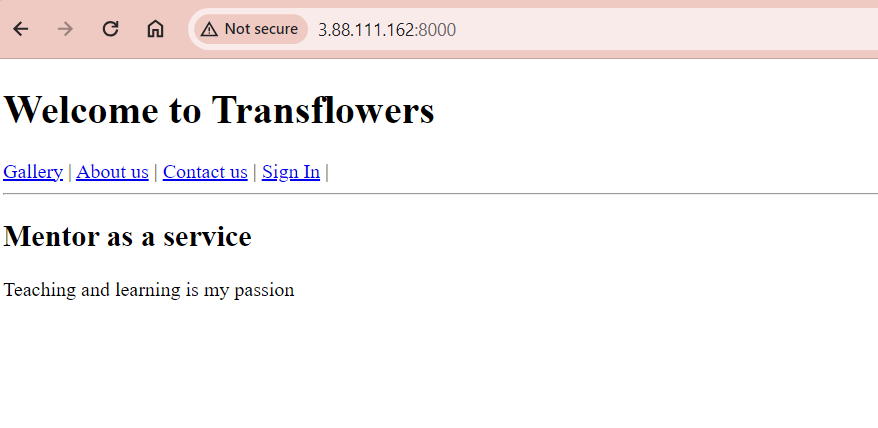 Not secure 3.88.111.162:8000
Welcome to Transflowers
Gallery | About us | Contact us | Sign In |
Mentor as a service
Teaching and learning is my passion